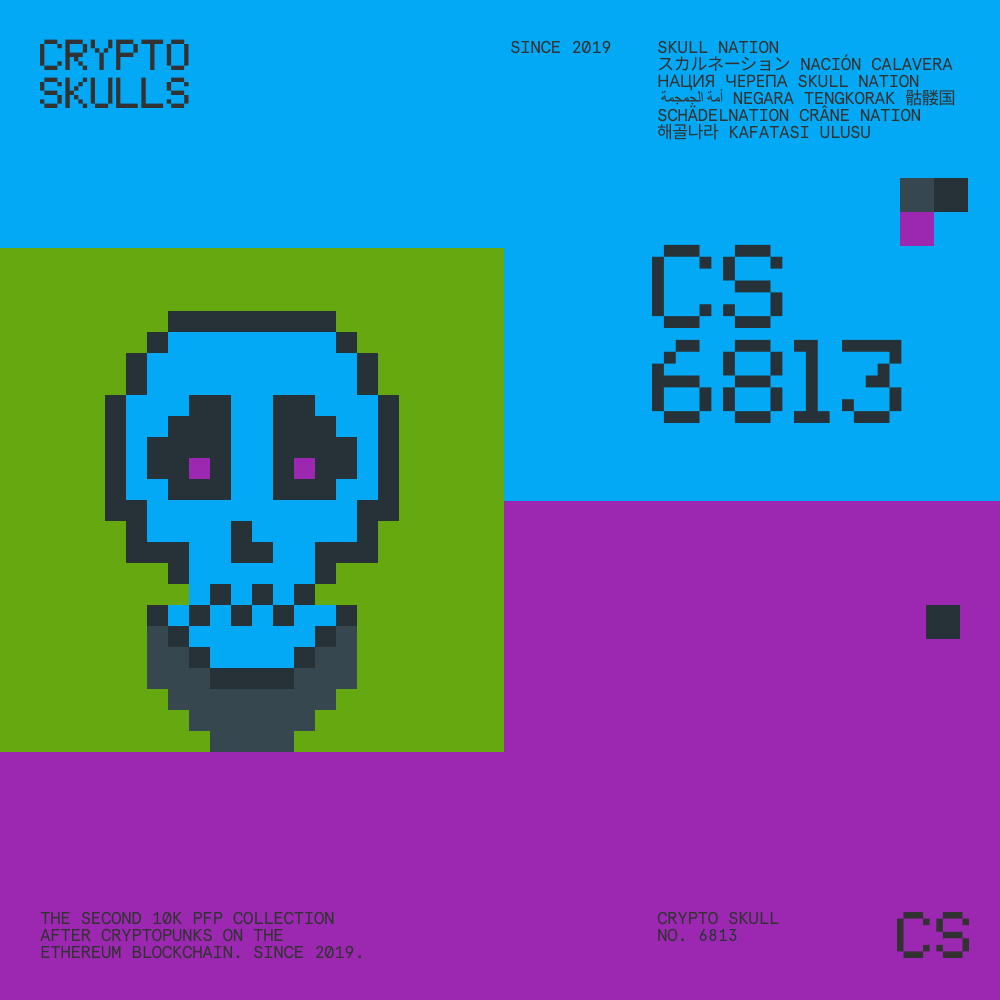 CRYPTO
SKULLS
SINCE 2019
SKULL NATION
スカルネーション NACIÓN CALAVERA
НАЦИЯ ЧЕРЕПА SKULL NATION
أمة الجمجمة NEGARA TENGKORAK 骷髅国
SCHÄDELNATION CRÂNE NATION
해골나라 KAFATASI ULUSU
CS
6813
THE SECOND 10K PFP COLLECTION
AFTER CRYPTOPUNKS ON THE
ETHEREUM BLOCKCHAIN. SINCE 2019.
CRYPTO SKULL
NO. 6813
CS